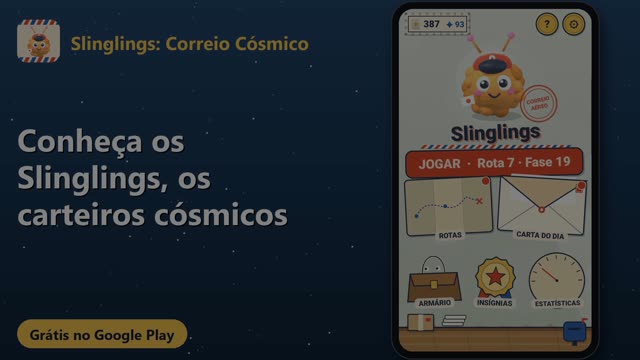 Slinglings: Correio Cósmico
Conheça os
Slinglings, os
carteiros cósmicos
Grátis no Google Play
387
+ 93
?
CORREIO
AÉREO
Slinglings
JOGAR · Rota 7 · Fase 19
ROTAS
CARTA DO DIA
ARMÁRIO
INSÍGNIAS
ESTATÍSTICAS